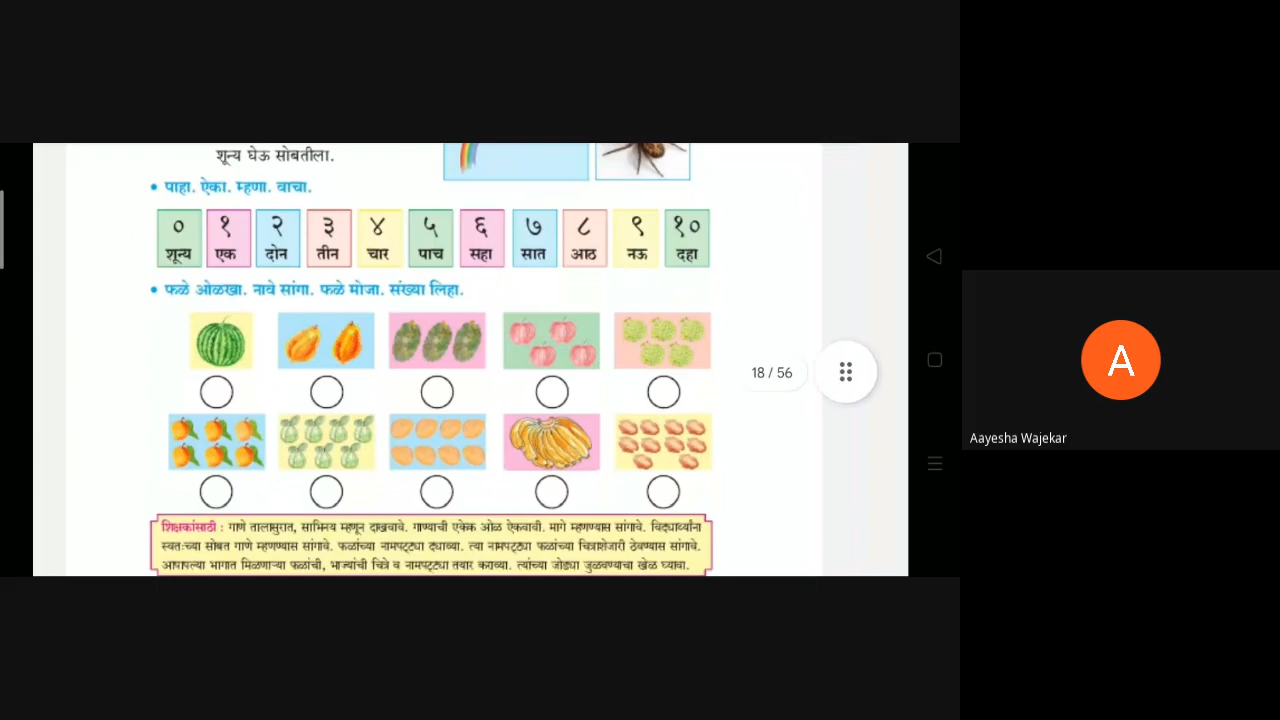 शून्य घेऊ सोबतीला.
• पाहा. ऐका. म्हणा. वाचा.
० १ २ ३ ४ ५ ६ ७ ८ ९ १०
शून्य एक दोन तीन चार पाच सहा सात आठ नऊ दहा
• फळे ओळखा. नावे सांगा. फळे मोजा. संख्या लिहा.
18 / 56
A
Aayesha Wajekar
शिक्षकांसाठी : गाणे तालासुरात, साभिनय म्हणून दाखवावे. गाण्याची एकेक ओळ ऐकवावी. मागे म्हणण्यास सांगावे. विद्यार्थ्यांना
स्वतःच्या सोबत गाणे म्हणण्यास सांगावे. फळांच्या नामपट्ट्या द्याव्या. त्या नामपट्ट्या फळांच्या चित्राशेजारी ठेवण्यास सांगावे.
आपापल्या भागात मिळणाऱ्या फळांची, भाज्यांची चित्रे व नामपट्ट्या तयार कराव्या. त्यांच्या जोड्या जुळवण्याचा खेळ घ्यावा.